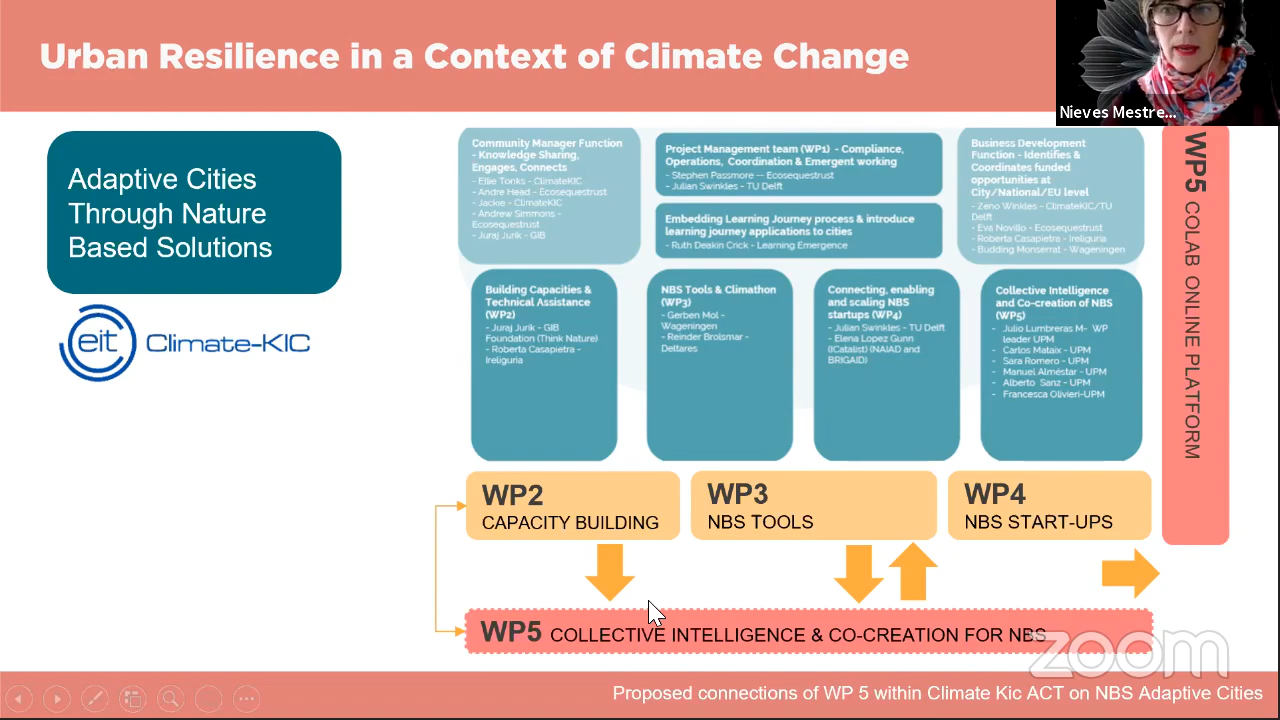 Urban Resilience in a Context of Climate Change
Nieves Mestre...
Adaptive Cities
Through Nature
Based Solutions
eit Climate-KIC
Community Manager Function
- Knowledge Sharing,
Engages, Connects
- Ellie Tonks - ClimateKIC
- Andre Head - Ecosequestrust
- Jackie - ClimateKIC
- Andrew Simmons -
Ecosequestrust
- Juraj Jurik - GIB
Project Management team (WP1) - Compliance,
Operations, Coordination & Emergent working
- Stephen Passmore -- Ecosequestrust
- Julian Swinkles - TU Delft
Embedding Learning Journey process & introduce
learning journey applications to cities
- Ruth Deakin Crick - Learning Emergence
Business Development
Function - Identifies &
Coordinates funded
opportunities at
City/National/EU level
- Zeno Winkles - ClimateKIC/TU
Delft
- Eva Novillo - Ecosequestrust
- Roberta Casapietra - Ireliguria
- Budding Monserrat - Wageningen
Building Capacities &
Technical Assistance
(WP2)
- Juraj Jurik - GIB
Foundation (Think Nature)
- Roberta Casapietra -
Ireliguria
NBS Tools & Climathon
(WP3)
- Gerben Mol -
Wageningen
- Reinder Brolsmar -
Deltares
Connecting, enabling
and scaling NBS
startups (WP4)
- Julian Swinkles - TU Delft
- Elena Lopez Gunn
(ICatalist) (NAIAD and
BRIGAID)
Collective Intelligence
and Co-creation of NBS
(WP5)
- Julio Lumbreras M- WP
leader UPM
- Carlos Mataix - UPM
- Sara Romero - UPM
- Manuel Alméstar - UPM
- Alberto Sanz - UPM
- Francesca Olivieri-UPM
WP5 COLAB ONLINE PLATFORM
WP2
CAPACITY BUILDING
WP3
NBS TOOLS
WP4
NBS START-UPS
WP5 COLLECTIVE INTELLIGENCE & CO-CREATION FOR NBS
zoom
Proposed connections of WP 5 within Climate Kic ACT on NBS Adaptive Cities